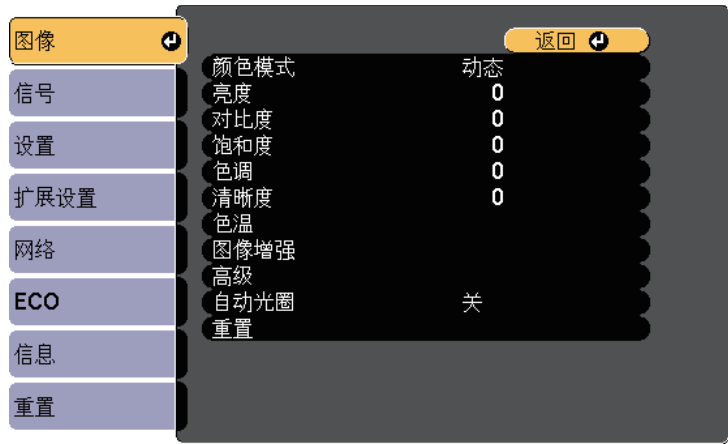 图像
信号
设置
扩展设置
网络
ECO
信息
重置
返回
颜色模式 动态
亮度 0
对比度 0
饱和度 0
色调 0
清晰度 0
色温
图像增强
高级
自动光圈 关
重置